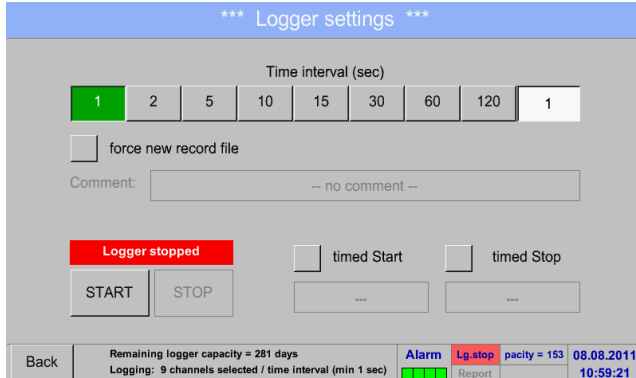 *** Logger settings ***
Time interval (sec)
1 2 5 10 15 30 60 120 1
force new record file
Comment: -- no comment --
Logger stopped
timed Start timed Stop
START STOP --- ---
Back
Remaining logger capacity = 281 days
Logging: 9 channels selected / time interval (min 1 sec)
Alarm Lg.stop pacity = 153 08.08.2011
Report 10:59:21